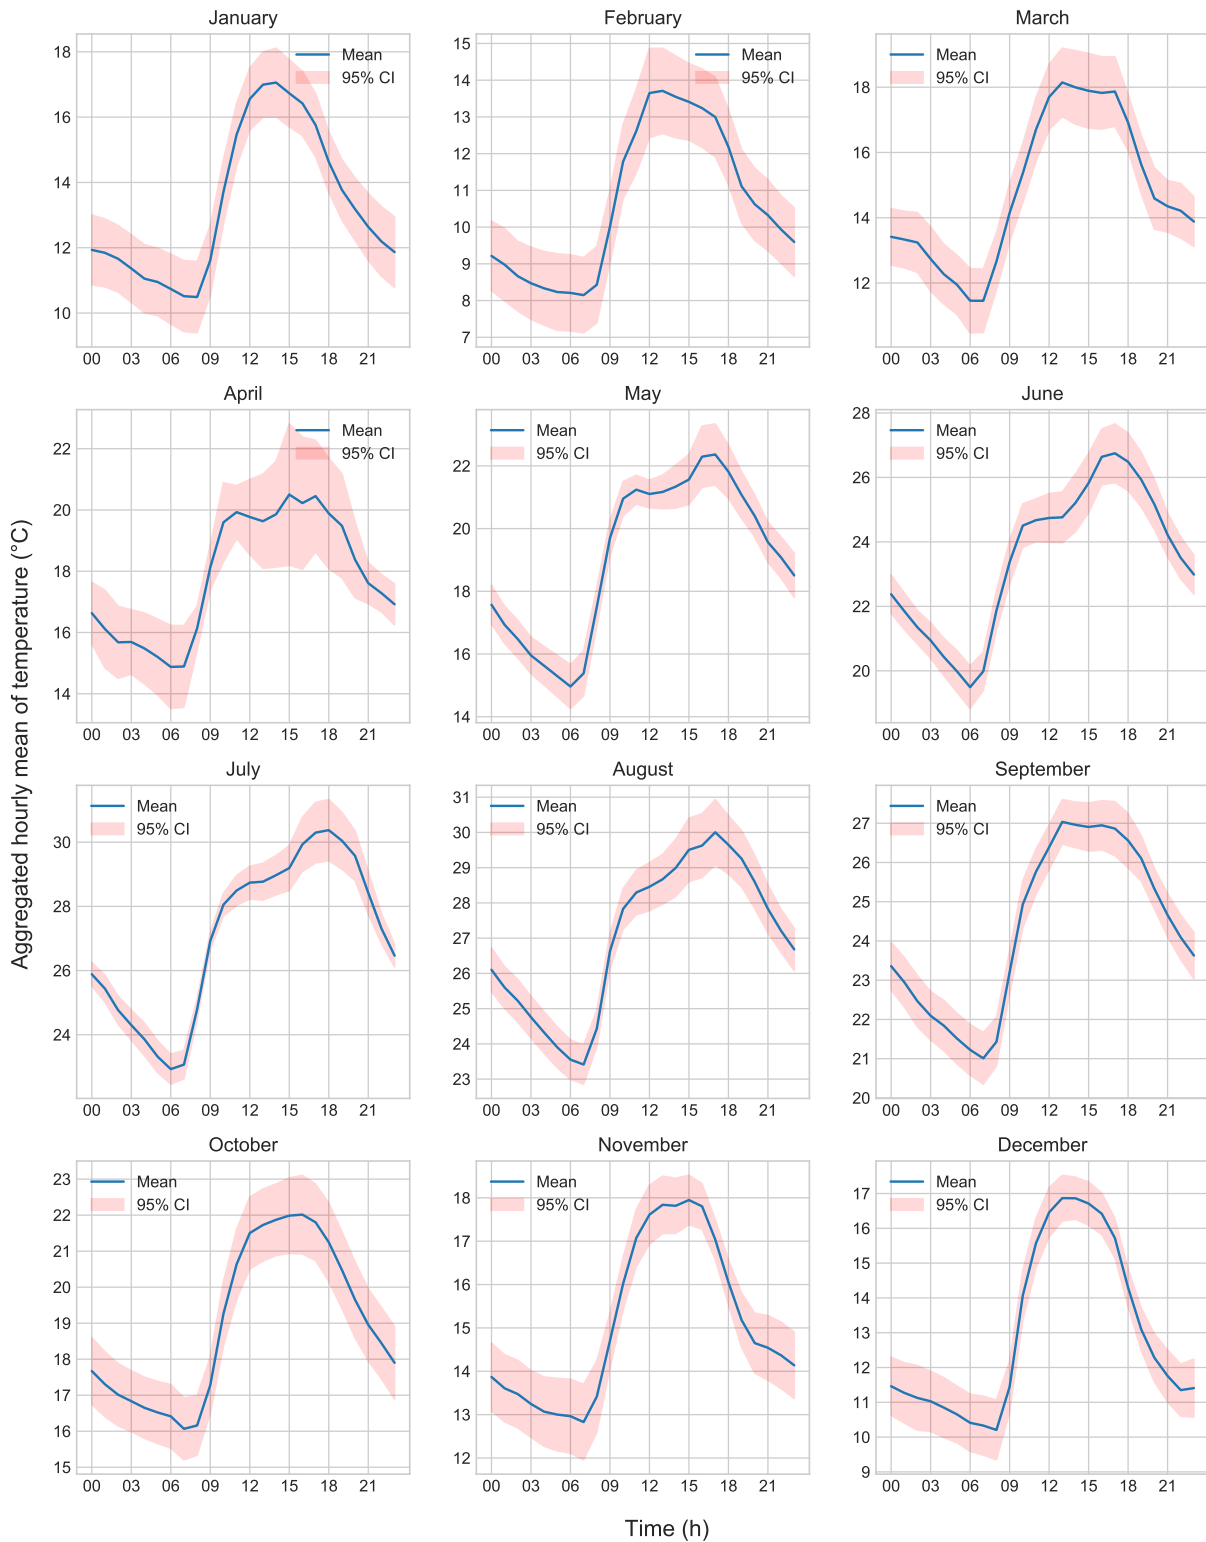 January
February
March
18
16
14
12
10
Mean
95% CI
00 03 06 09 12 15 18 21
15
14
13
12
11
10
9
8
7
Mean
95% CI
00 03 06 09 12 15 18 21
18
16
14
12
Mean
95% CI
00 03 06 09 12 15 18 21
April
May
June
22
20
18
16
14
Mean
95% CI
00 03 06 09 12 15 18 21
22
20
18
16
14
Mean
95% CI
00 03 06 09 12 15 18 21
28
26
24
22
20
Mean
95% CI
00 03 06 09 12 15 18 21
Aggregated hourly mean of temperature (°C)
July
August
September
30
28
26
24
Mean
95% CI
00 03 06 09 12 15 18 21
31
30
29
28
27
26
25
24
23
Mean
95% CI
00 03 06 09 12 15 18 21
27
26
25
24
23
22
21
20
Mean
95% CI
00 03 06 09 12 15 18 21
October
November
December
23
22
21
20
19
18
17
16
15
Mean
95% CI
00 03 06 09 12 15 18 21
18
17
16
15
14
13
12
Mean
95% CI
00 03 06 09 12 15 18 21
17
16
15
14
13
12
11
10
9
Mean
95% CI
00 03 06 09 12 15 18 21
Time (h)